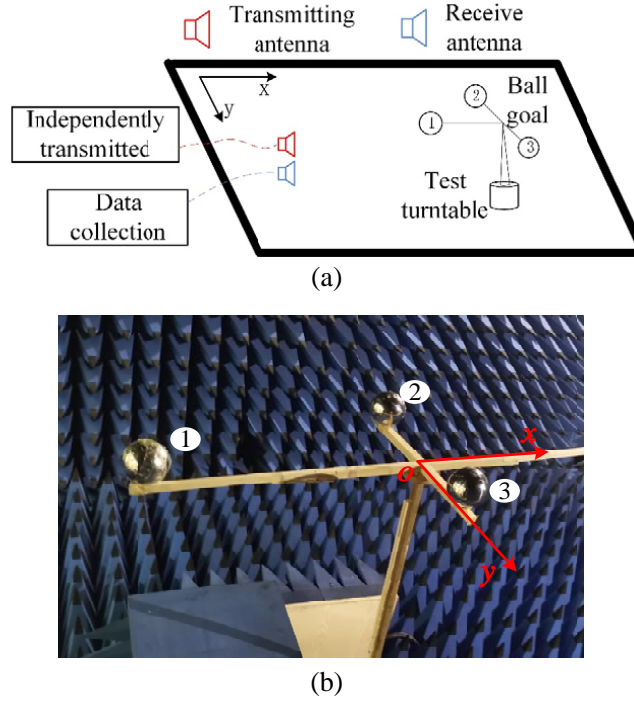 Transmitting
antenna
Receive
antenna
x
y
Independently
transmitted
Data
collection
Ball
goal
1
2
3
Test
turntable
(a)
1
2
3
x
o
y
(b)